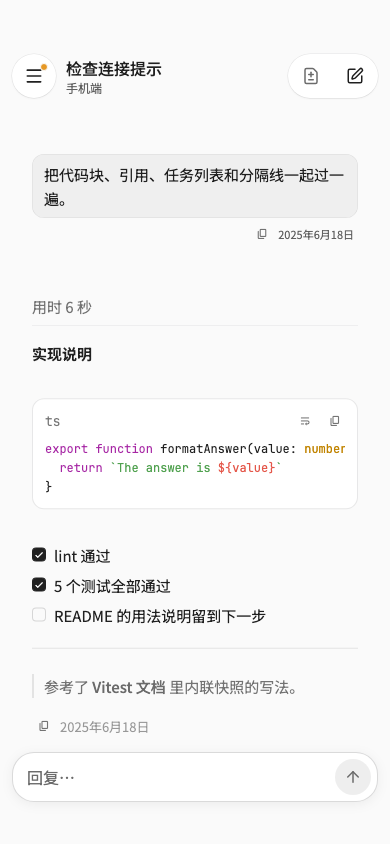 检查连接提示
手机端
把代码块、引用、任务列表和分隔线一起过一
遍。
2025年6月18日
用时 6 秒
实现说明
ts
export function formatAnswer(value: number
  return `The answer is ${value}`
}
lint 通过
5 个测试全部通过
README 的用法说明留到下一步
参考了 Vitest 文档 里内联快照的写法。
2025年6月18日
回复…